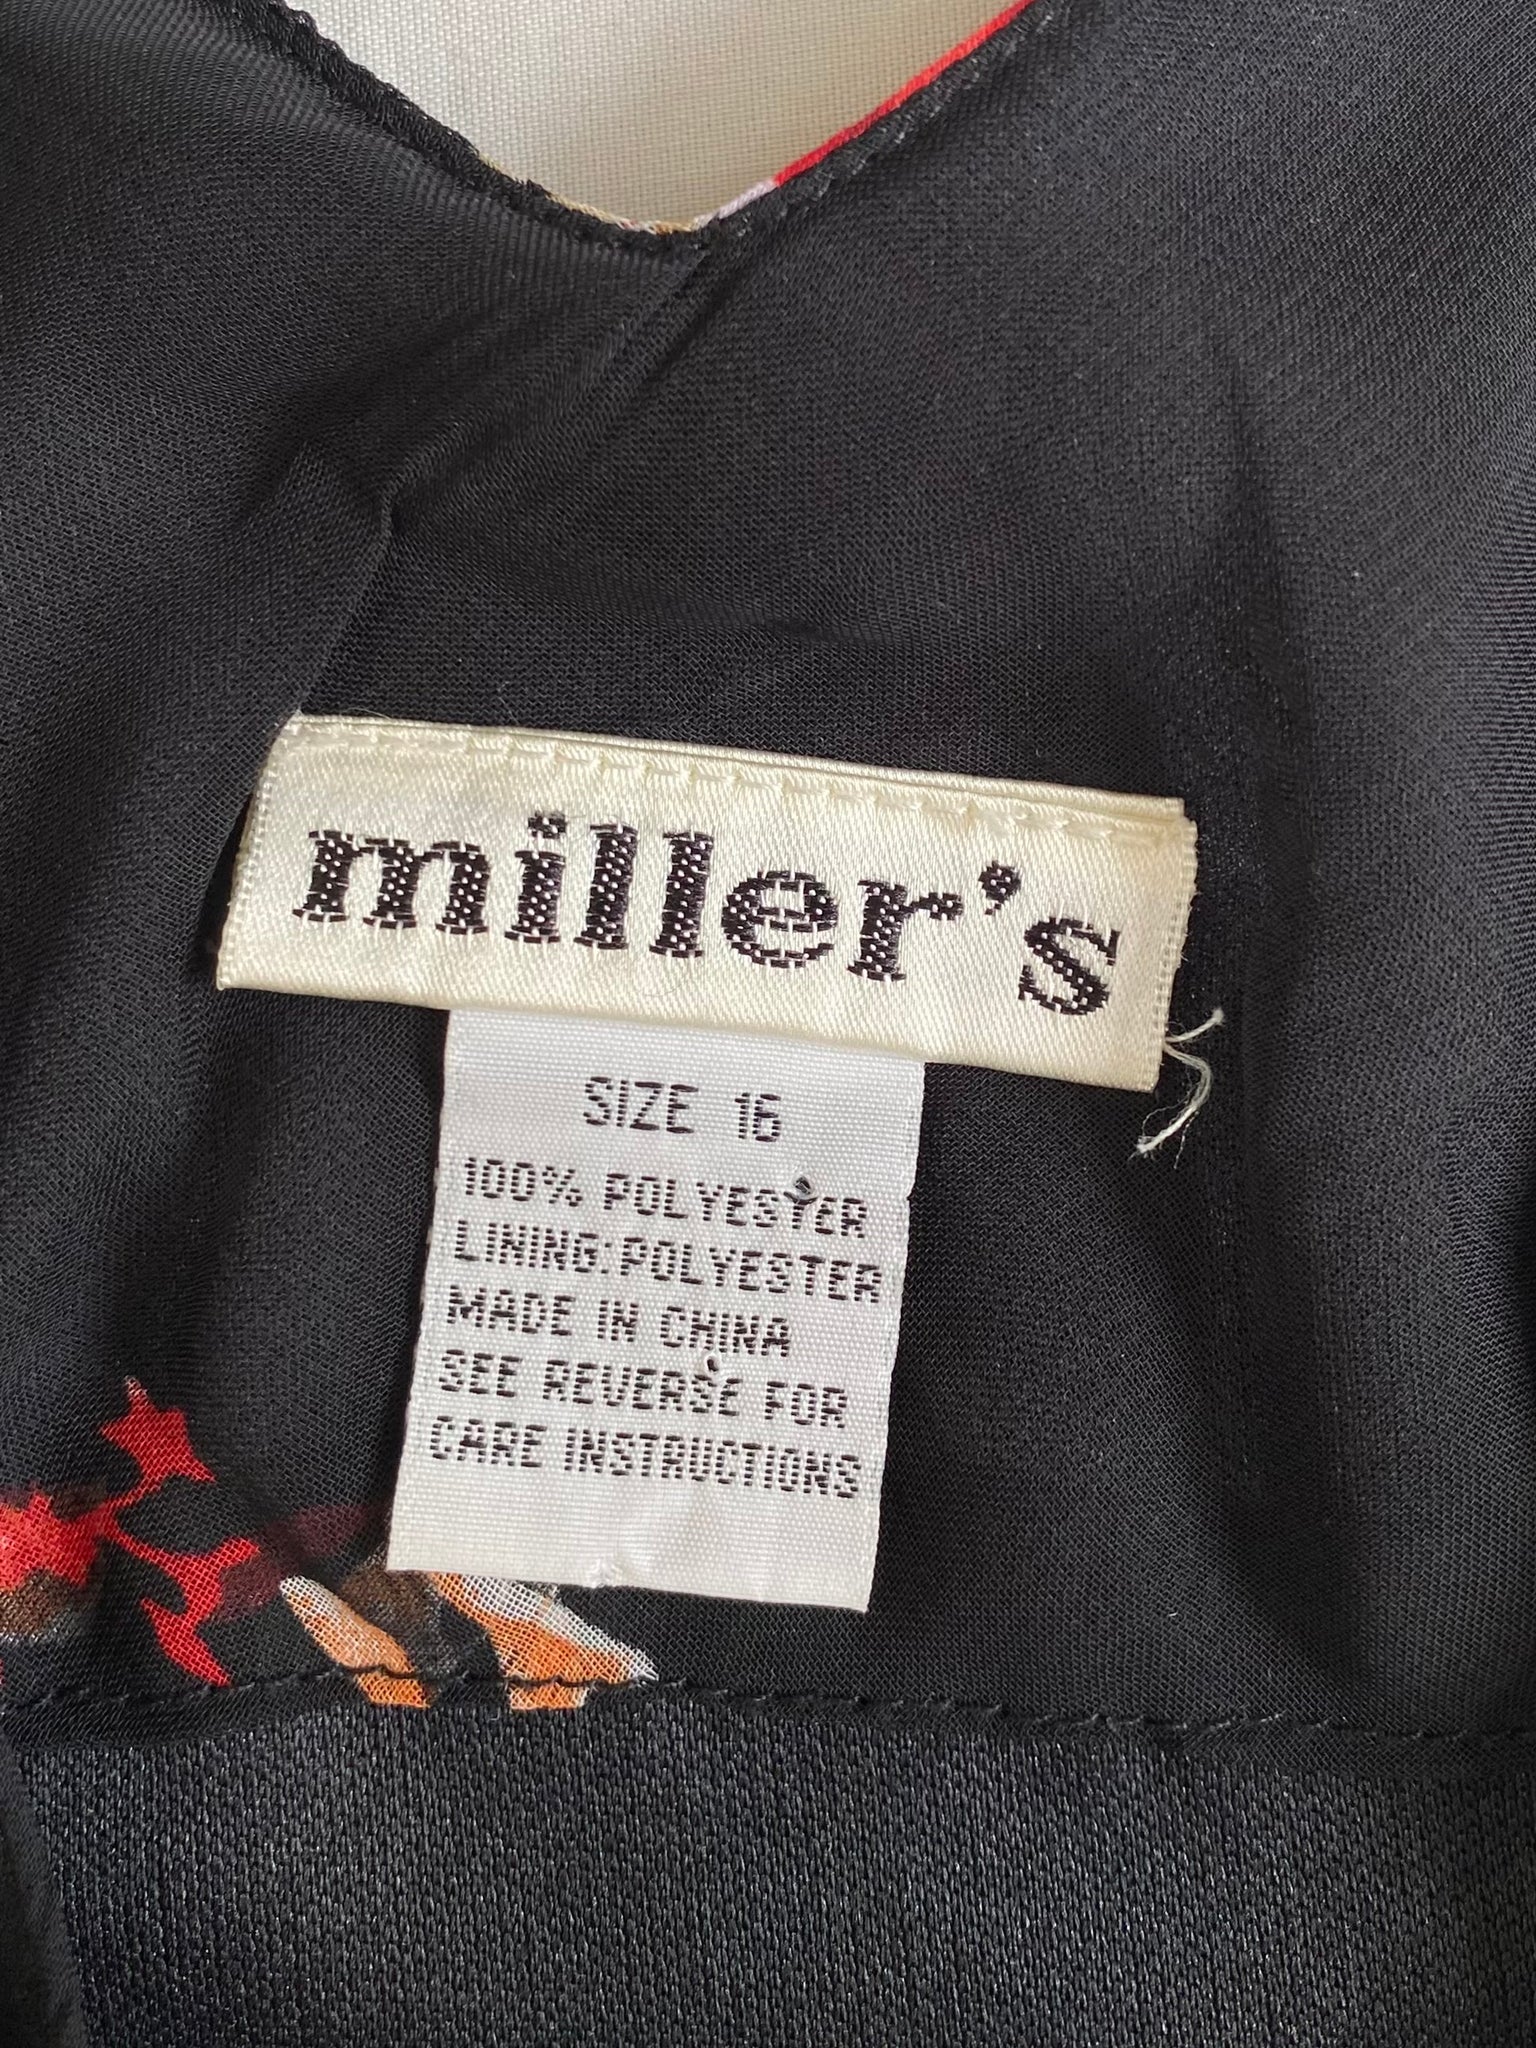 miller's
SIZE 16
100% POLYESTER
LINING:POLYESTER
MADE IN CHINA
SEE REVERSE FOR
CARE INSTRUCTIONS